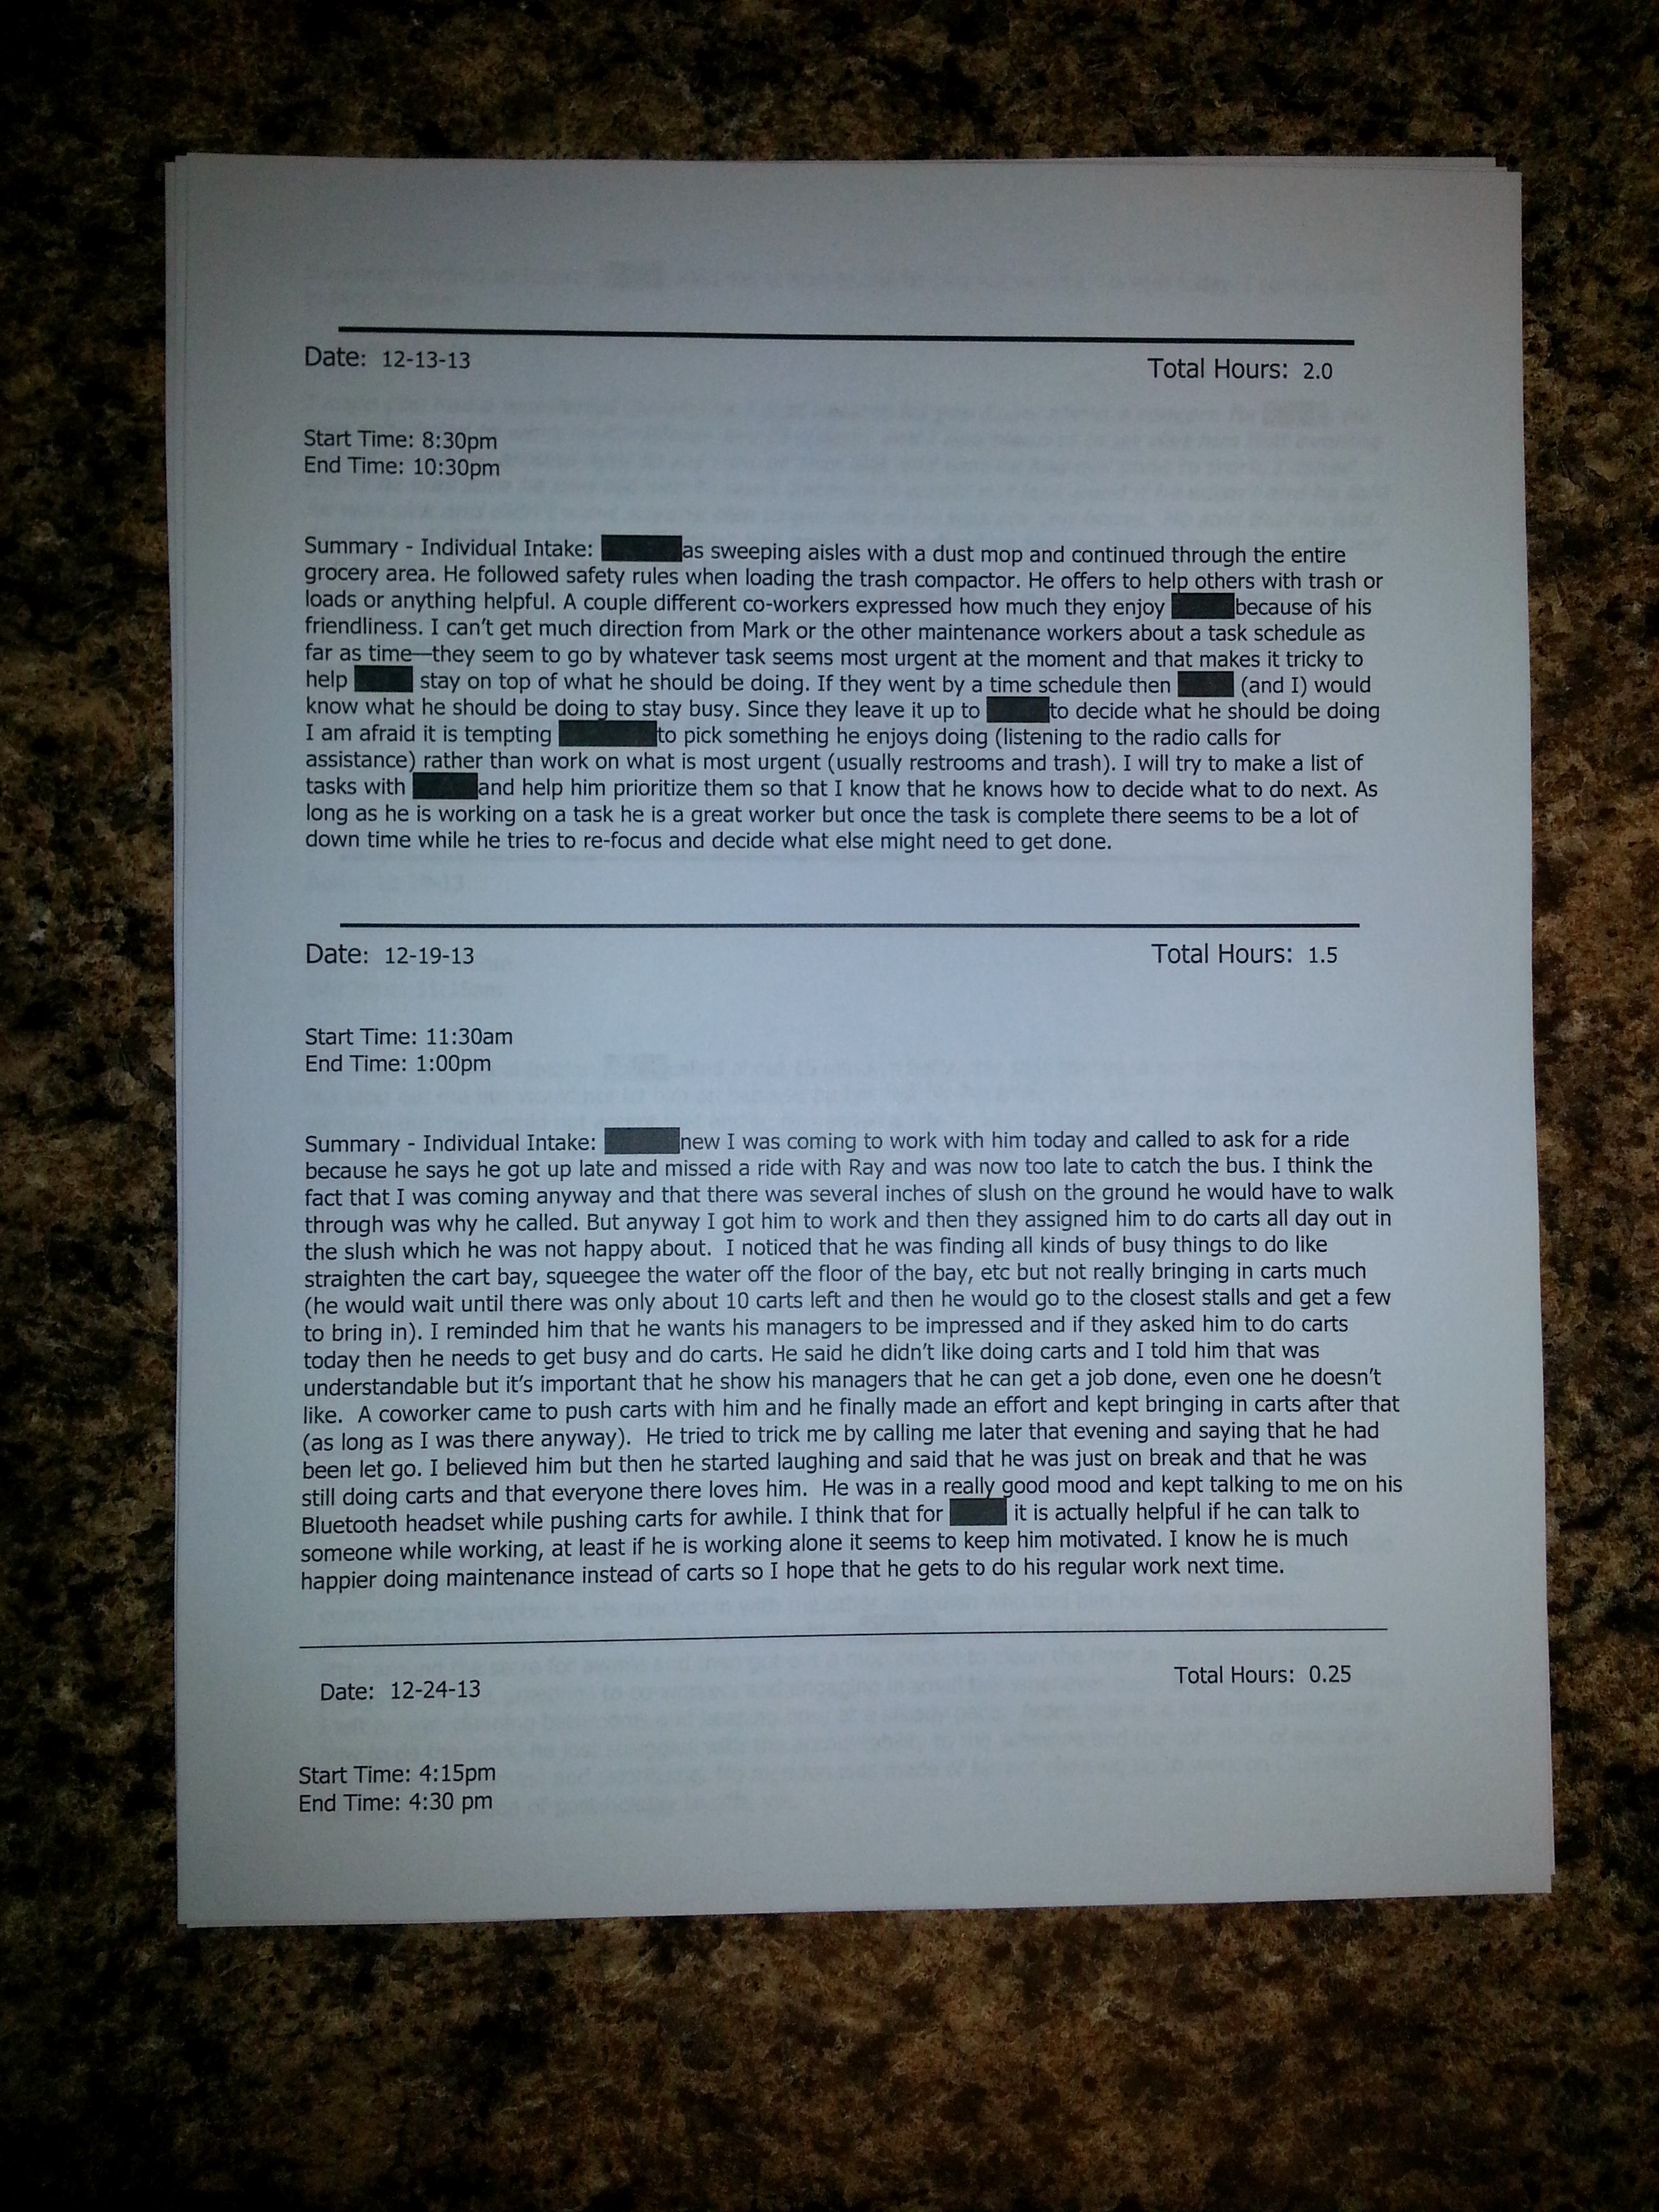 Date: 12-13-13 Total Hours: 2.0
Start Time: 8:30pm
End Time: 10:30pm
Summary - Individual Intake: as sweeping aisles with a dust mop and continued through the entire
grocery area. He followed safety rules when loading the trash compactor. He offers to help others with trash or
loads or anything helpful. A couple different co-workers expressed how much they enjoy because of his
friendliness. I can't get much direction from Mark or the other maintenance workers about a task schedule as
far as time—they seem to go by whatever task seems most urgent at the moment and that makes it tricky to
help stay on top of what he should be doing. If they went by a time schedule then (and I) would
know what he should be doing to stay busy. Since they leave it up to to decide what he should be doing
I am afraid it is tempting to pick something he enjoys doing (listening to the radio calls for
assistance) rather than work on what is most urgent (usually restrooms and trash). I will try to make a list of
tasks with and help him prioritize them so that I know that he knows how to decide what to do next. As
long as he is working on a task he is a great worker but once the task is complete there seems to be a lot of
down time while he tries to re-focus and decide what else might need to get done.
Date: 12-19-13 Total Hours: 1.5
Start Time: 11:30am
End Time: 1:00pm
Summary - Individual Intake: new I was coming to work with him today and called to ask for a ride
because he says he got up late and missed a ride with Ray and was now too late to catch the bus. I think the
fact that I was coming anyway and that there was several inches of slush on the ground he would have to walk
through was why he called. But anyway I got him to work and then they assigned him to do carts all day out in
the slush which he was not happy about. I noticed that he was finding all kinds of busy things to do like
straighten the cart bay, squeegee the water off the floor of the bay, etc but not really bringing in carts much
(he would wait until there was only about 10 carts left and then he would go to the closest stalls and get a few
to bring in). I reminded him that he wants his managers to be impressed and if they asked him to do carts
today then he needs to get busy and do carts. He said he didn't like doing carts and I told him that was
understandable but it's important that he show his managers that he can get a job done, even one he doesn't
like. A coworker came to push carts with him and he finally made an effort and kept bringing in carts after that
(as long as I was there anyway). He tried to trick me by calling me later that evening and saying that he had
been let go. I believed him but then he started laughing and said that he was just on break and that he was
still doing carts and that everyone there loves him. He was in a really good mood and kept talking to me on his
Bluetooth headset while pushing carts for awhile. I think that for it is actually helpful if he can talk to
someone while working, at least if he is working alone it seems to keep him motivated. I know he is much
happier doing maintenance instead of carts so I hope that he gets to do his regular work next time.
Date: 12-24-13 Total Hours: 0.25
Start Time: 4:15pm
End Time: 4:30 pm